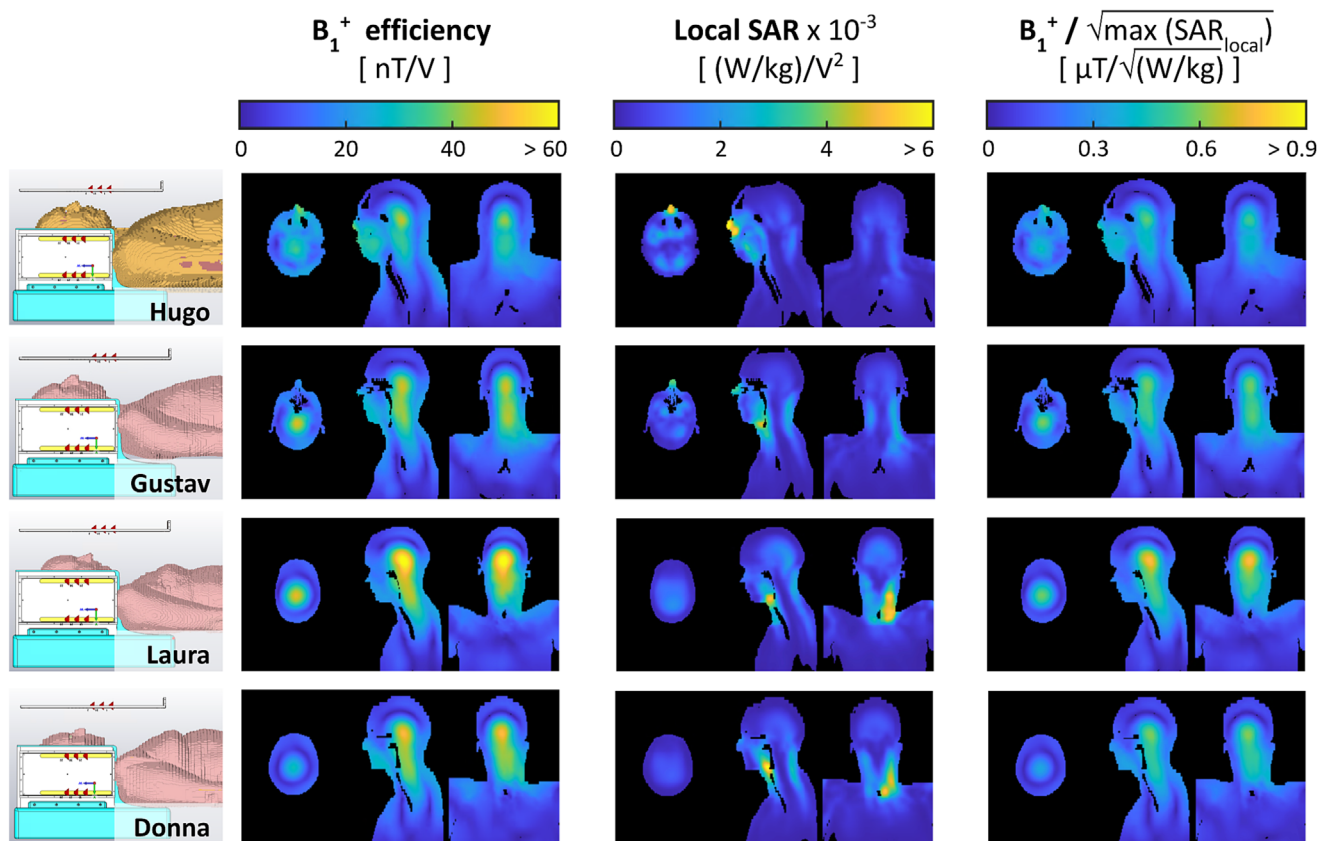 B₁⁺ efficiency
[ nT/V ]
Local SAR x 10⁻³
[ (W/kg)/V² ]
B₁⁺ / √max (SAR_local)
[ µT/√(W/kg) ]
0 20 40 > 60
0 2 4 > 6
0 0.3 0.6 > 0.9
Hugo
Gustav
Laura
Donna